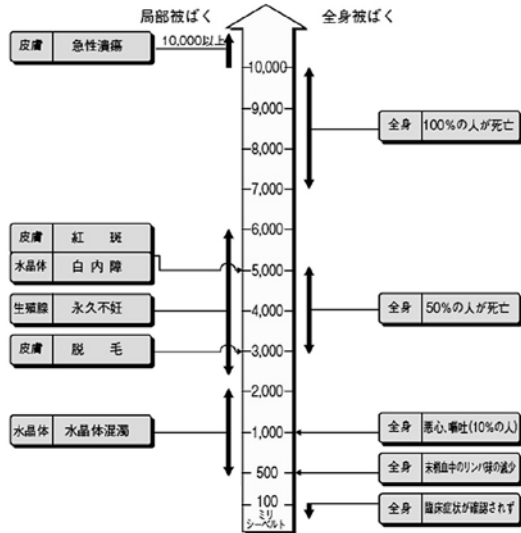 局部被ばく 全身被ばく
皮膚 急性潰瘍 10,000以上
10,000
9,000
全身 100%の人が死亡
8,000
7,000
皮膚 紅 斑 6,000
水晶体 白内障 5,000
生殖腺 永久不妊 4,000 全身 50%の人が死亡
皮膚 脱毛 3,000
2,000
水晶体 水晶体混濁 1,000 全身 悪心、嘔吐(10%の人)
500 全身 末梢血中のリンパ球の減少
100 全身 臨床症状が確認されず
ミリ
シーベルト